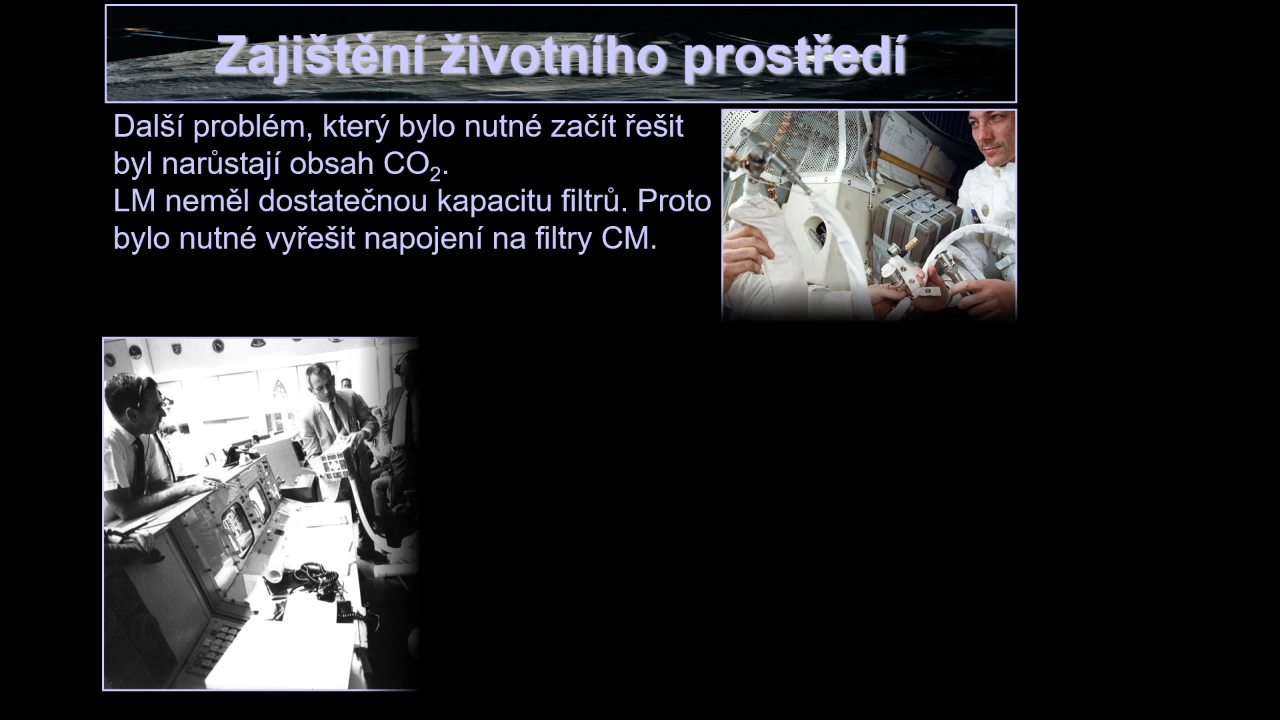 Zajištění životního prostředí
Další problém, který bylo nutné začít řešit
byl narůstají obsah CO₂.
LM neměl dostatečnou kapacitu filtrů. Proto
bylo nutné vyřešit napojení na filtry CM.